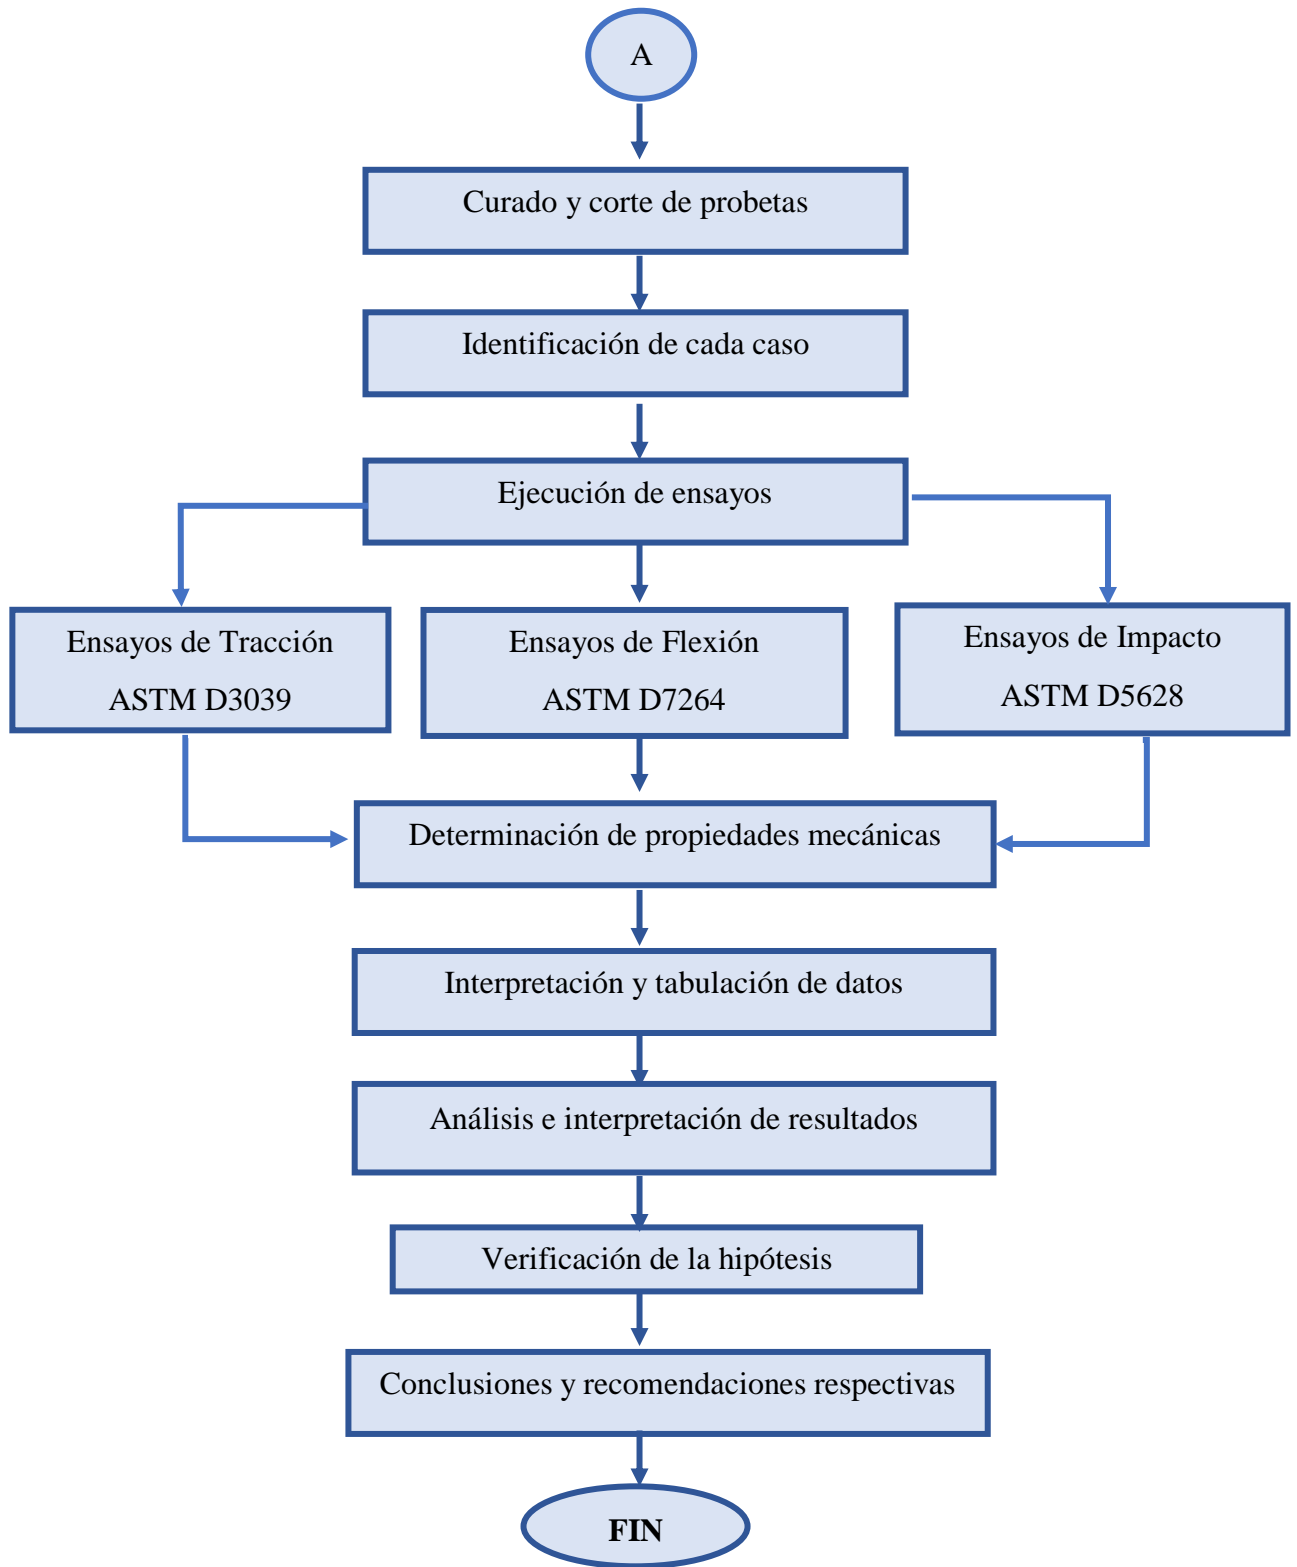 A
Curado y corte de probetas
Identificación de cada caso
Ejecución de ensayos
Ensayos de Tracción
ASTM D3039
Ensayos de Flexión
ASTM D7264
Ensayos de Impacto
ASTM D5628
Determinación de propiedades mecánicas
Interpretación y tabulación de datos
Análisis e interpretación de resultados
Verificación de la hipótesis
Conclusiones y recomendaciones respectivas
FIN